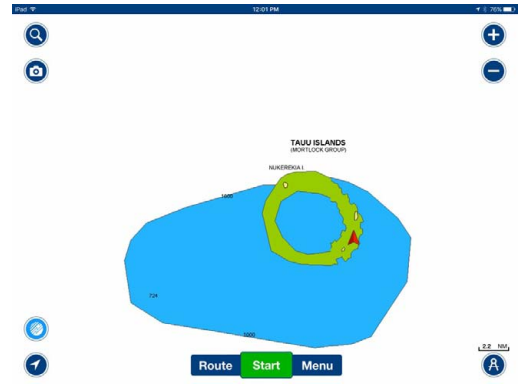 iPad
12:01 PM
76%
TAUU ISLANDS
(MORTLOCK GROUP)
NUKEREKIA I.
1000
724
1000
2.2 NM
Route
Start
Menu